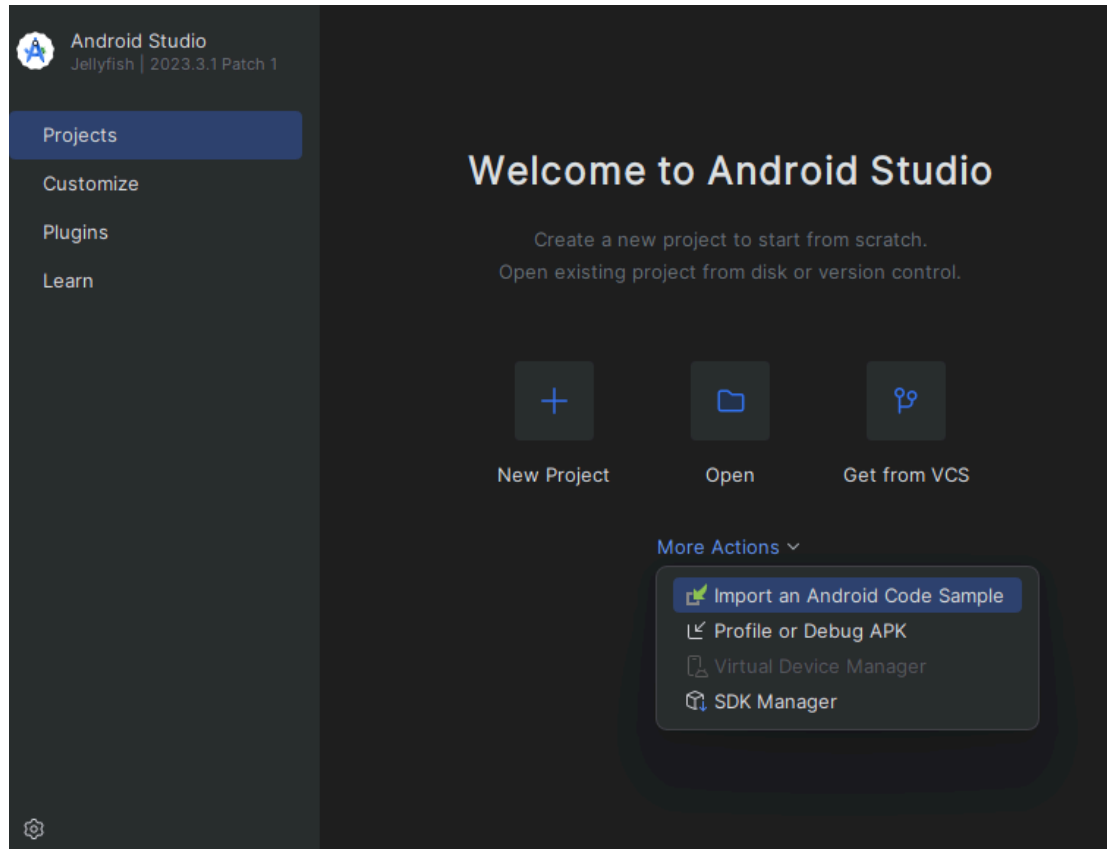 Android Studio
Jellyfish | 2023.3.1 Patch 1
Projects
Customize
Plugins
Learn
Welcome to Android Studio
Create a new project to start from scratch.
Open existing project from disk or version control.
New Project
Open
Get from VCS
More Actions
Import an Android Code Sample
Profile or Debug APK
Virtual Device Manager
SDK Manager